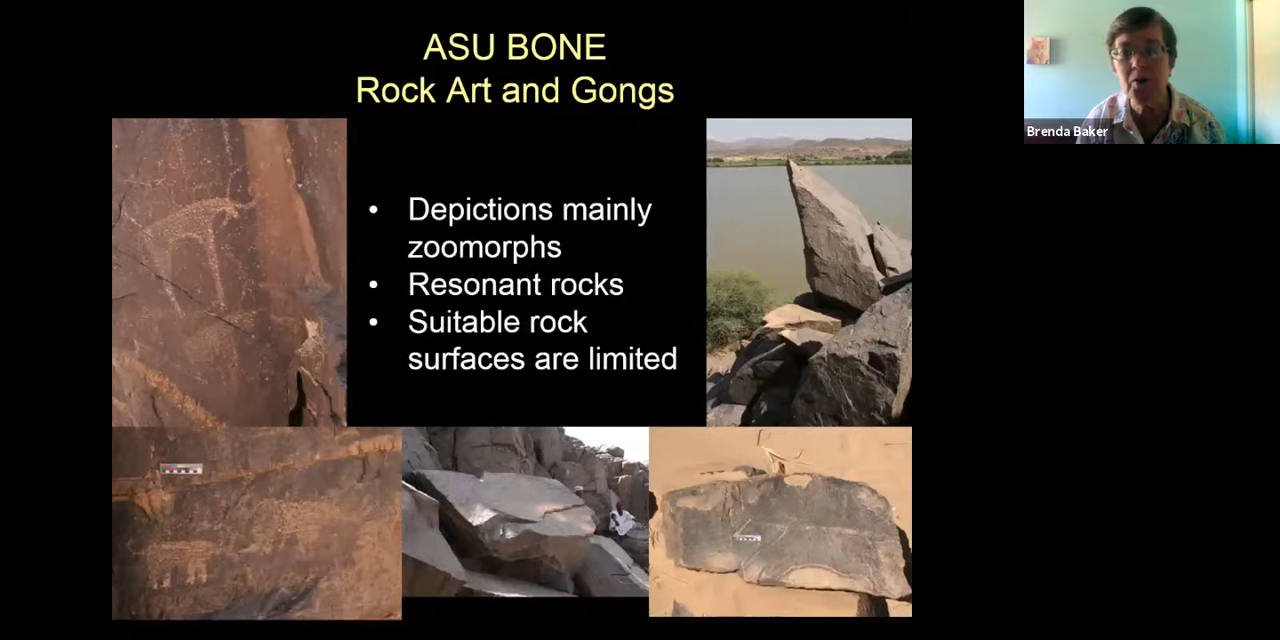 ASU BONE
Rock Art and Gongs
• Depictions mainly
zoomorphs
• Resonant rocks
• Suitable rock
surfaces are limited
Brenda Baker